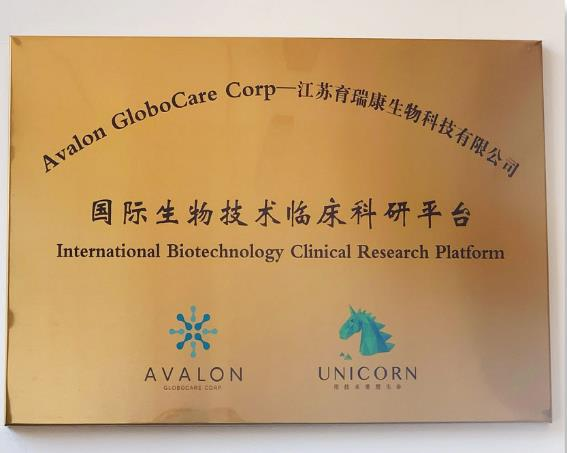 Avalon GloboCare Corp—江苏育瑞康生物科技有限公司
国际生物技术临床科研平台
International Biotechnology Clinical Research Platform
AVALON
GLOBOCARE CORP.
UNICORN